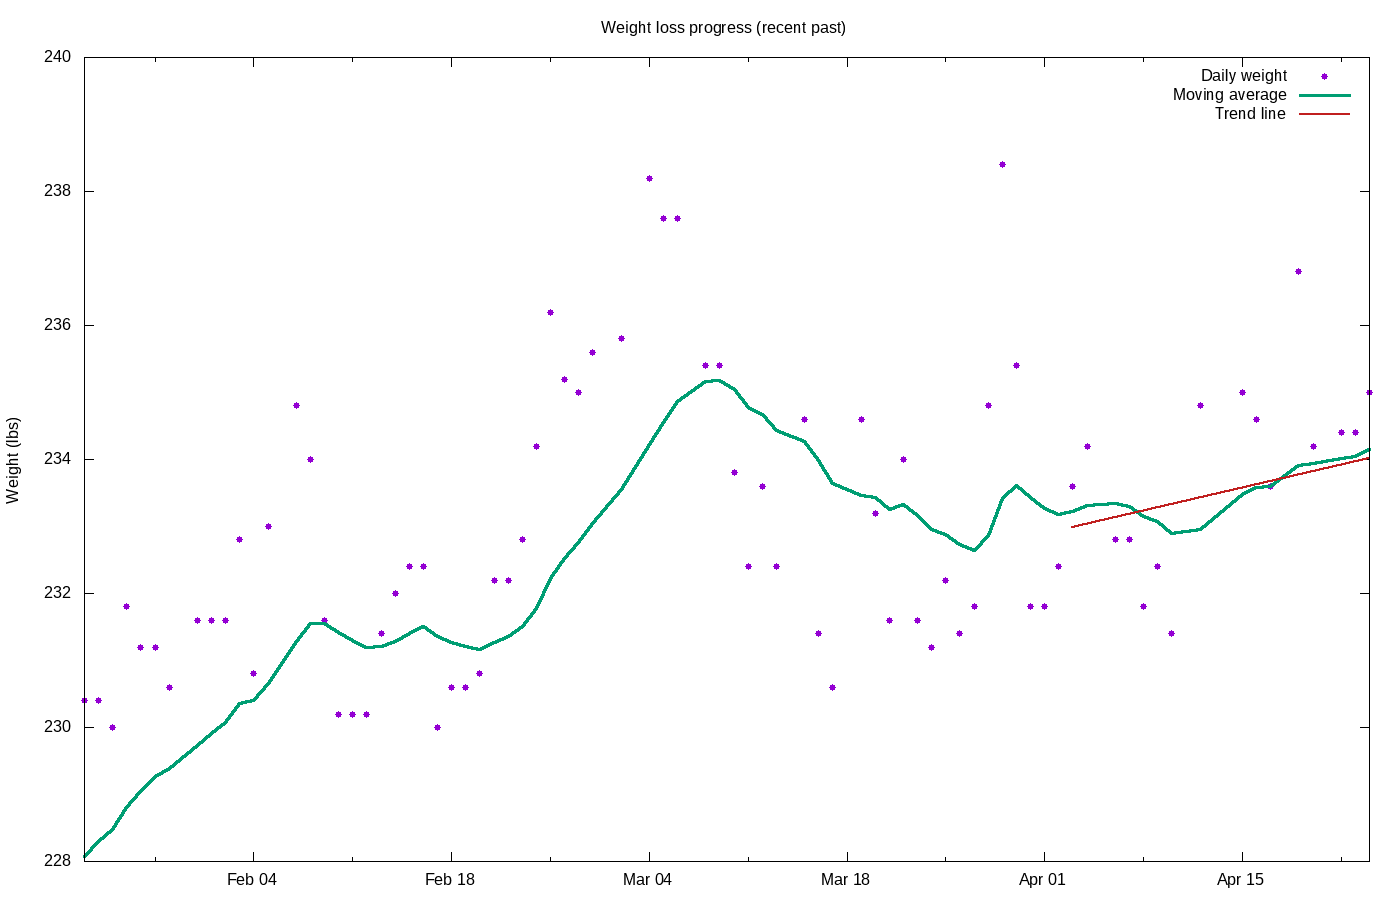 Weight loss progress (recent past)
240
238
236
234
232
230
228
Weight (lbs)
Daily weight
Moving average
Trend line
Feb 04
Feb 18
Mar 04
Mar 18
Apr 01
Apr 15